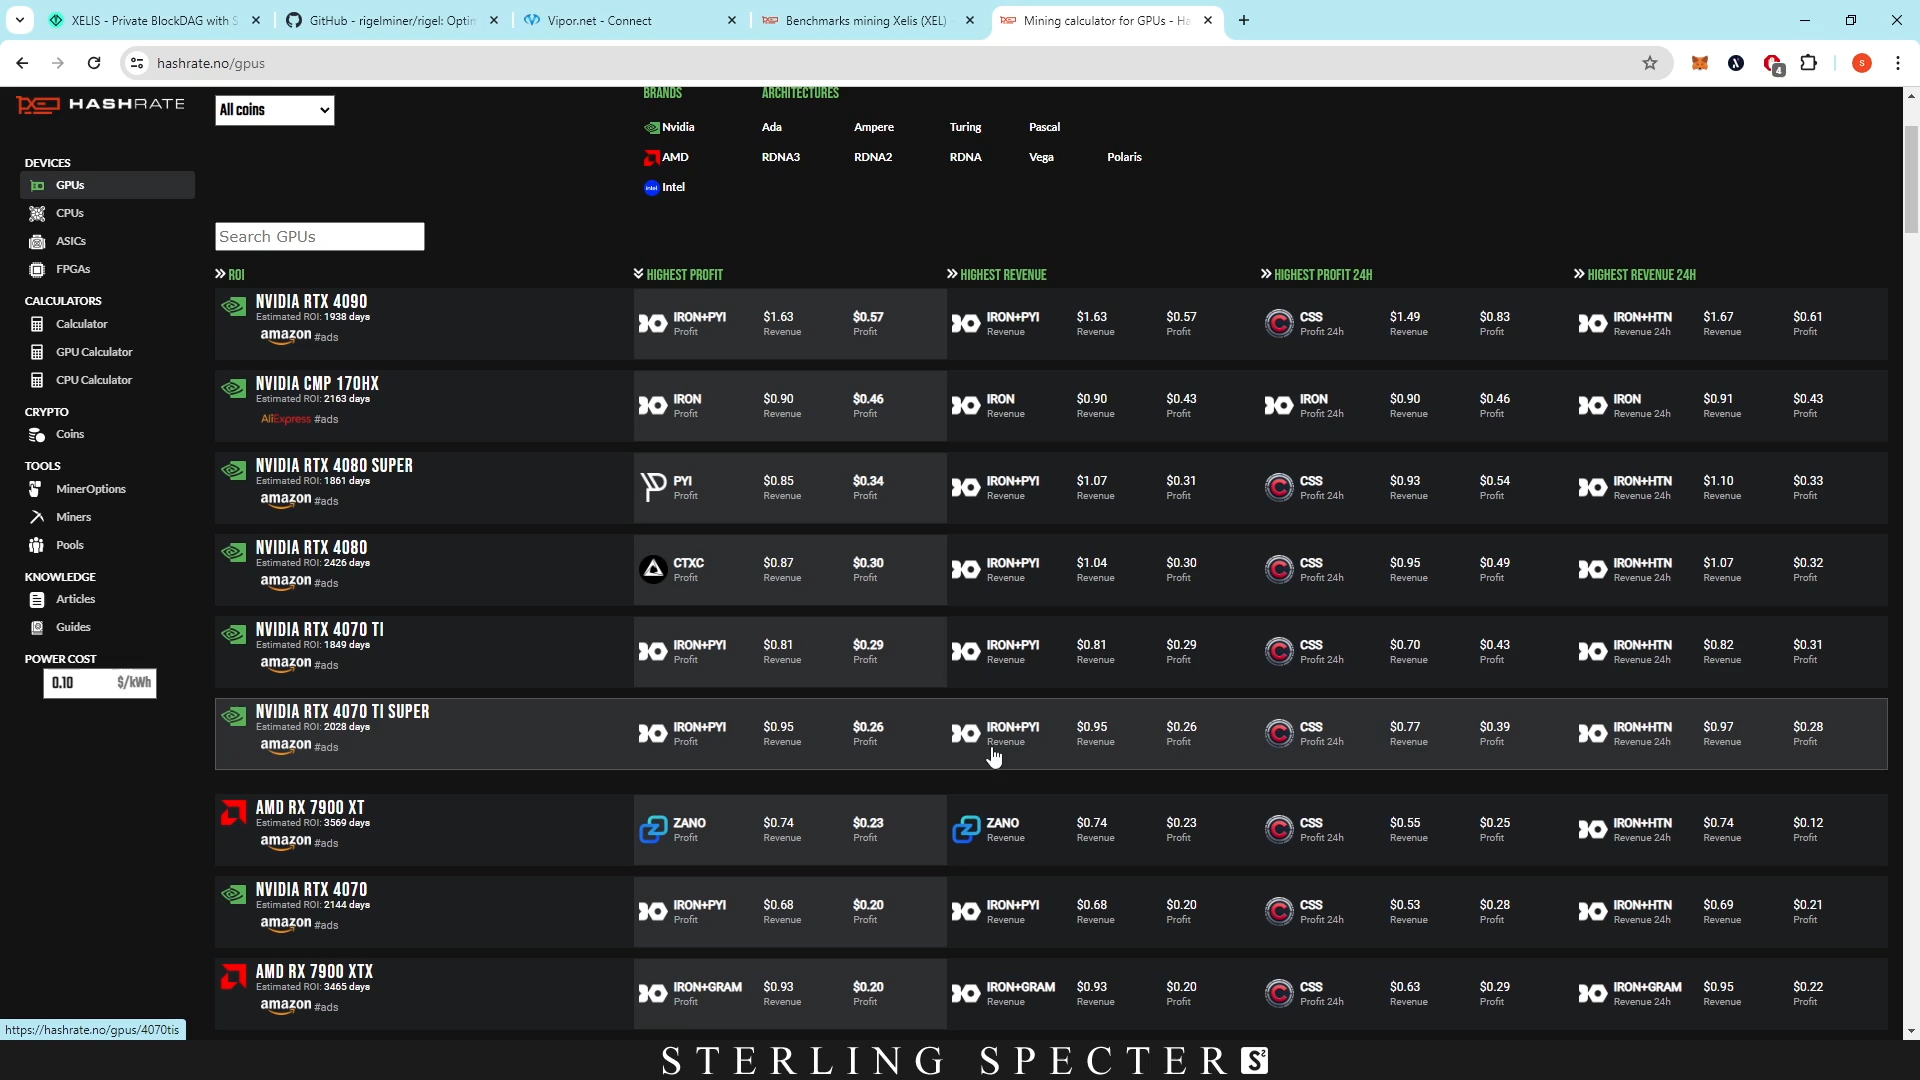 XELIS - Private BlockDAG with S
GitHub - rigelminer/rigel: Optim
Vipor.net - Connect
Benchmarks mining Xelis (XEL)
Mining calculator for GPUs - Ha
hashrate.no/gpus
4
S
HASHRATE
All coins
BRANDS ARCHITECTURES
Nvidia Ada Ampere Turing Pascal
AMD RDNA3 RDNA2 RDNA Vega Polaris
intel Intel
DEVICES
GPUs
CPUs
ASICs
FPGAs
CALCULATORS
Calculator
GPU Calculator
CPU Calculator
CRYPTO
Coins
TOOLS
MinerOptions
Miners
Pools
KNOWLEDGE
Articles
Guides
POWER COST
0.10 $/kWh
Search GPUs
ROI HIGHEST PROFIT HIGHEST REVENUE HIGHEST PROFIT 24H HIGHEST REVENUE 24H
NVIDIA RTX 4090
Estimated ROI: 1938 days
amazon #ads
IRON+PYI $1.63 $0.57 IRON+PYI $1.63 $0.57 CSS $1.49 $0.83 IRON+HTN $1.67 $0.61
Profit Revenue Profit Revenue Revenue Profit Profit 24h Revenue Profit Revenue 24h Revenue Profit
NVIDIA CMP 170HX
Estimated ROI: 2163 days
AliExpress #ads
IRON $0.90 $0.46 IRON $0.90 $0.43 IRON $0.90 $0.46 IRON $0.91 $0.43
Profit Revenue Profit Revenue Revenue Profit Profit 24h Revenue Profit Revenue 24h Revenue Profit
NVIDIA RTX 4080 SUPER
Estimated ROI: 1861 days
amazon #ads
PYI $0.85 $0.34 IRON+PYI $1.07 $0.31 CSS $0.93 $0.54 IRON+HTN $1.10 $0.33
Profit Revenue Profit Revenue Revenue Profit Profit 24h Revenue Profit Revenue 24h Revenue Profit
NVIDIA RTX 4080
Estimated ROI: 2426 days
amazon #ads
CTXC $0.87 $0.30 IRON+PYI $1.04 $0.30 CSS $0.95 $0.49 IRON+HTN $1.07 $0.32
Profit Revenue Profit Revenue Revenue Profit Profit 24h Revenue Profit Revenue 24h Revenue Profit
NVIDIA RTX 4070 TI
Estimated ROI: 1849 days
amazon #ads
IRON+PYI $0.81 $0.29 IRON+PYI $0.81 $0.29 CSS $0.70 $0.43 IRON+HTN $0.82 $0.31
Profit Revenue Profit Revenue Revenue Profit Profit 24h Revenue Profit Revenue 24h Revenue Profit
NVIDIA RTX 4070 TI SUPER
Estimated ROI: 2028 days
amazon #ads
IRON+PYI $0.95 $0.26 IRON+PYI $0.95 $0.26 CSS $0.77 $0.39 IRON+HTN $0.97 $0.28
Profit Revenue Profit Revenue Revenue Profit Profit 24h Revenue Profit Revenue 24h Revenue Profit
AMD RX 7900 XT
Estimated ROI: 3569 days
amazon #ads
ZANO $0.74 $0.23 ZANO $0.74 $0.23 CSS $0.55 $0.25 IRON+HTN $0.74 $0.12
Profit Revenue Profit Revenue Revenue Profit Profit 24h Revenue Profit Revenue 24h Revenue Profit
NVIDIA RTX 4070
Estimated ROI: 2144 days
amazon #ads
IRON+PYI $0.68 $0.20 IRON+PYI $0.68 $0.20 CSS $0.53 $0.28 IRON+HTN $0.69 $0.21
Profit Revenue Profit Revenue Revenue Profit Profit 24h Revenue Profit Revenue 24h Revenue Profit
AMD RX 7900 XTX
Estimated ROI: 3465 days
amazon #ads
IRON+GRAM $0.93 $0.20 IRON+GRAM $0.93 $0.20 CSS $0.63 $0.29 IRON+GRAM $0.95 $0.22
Profit Revenue Profit Revenue Revenue Profit Profit 24h Revenue Profit Revenue 24h Revenue Profit
https://hashrate.no/gpus/4070tis
STERLING SPECTER